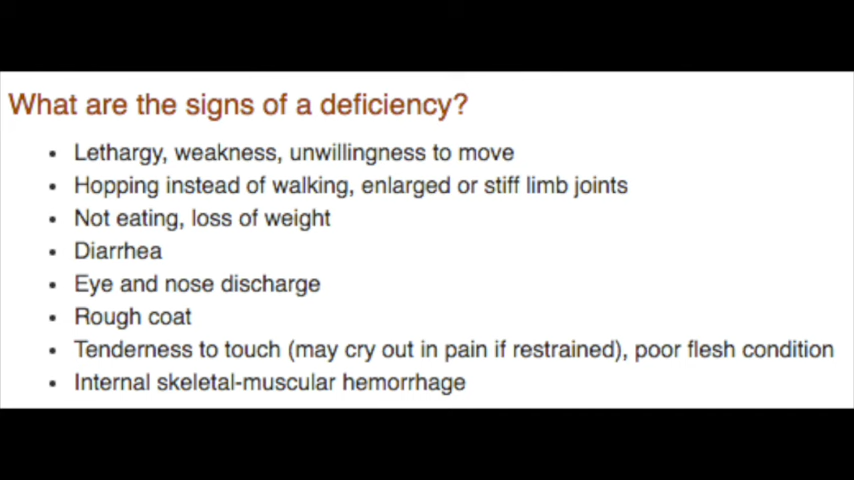 What are the signs of a deficiency?
• Lethargy, weakness, unwillingness to move
• Hopping instead of walking, enlarged or stiff limb joints
• Not eating, loss of weight
• Diarrhea
• Eye and nose discharge
• Rough coat
• Tenderness to touch (may cry out in pain if restrained), poor flesh condition
• Internal skeletal-muscular hemorrhage